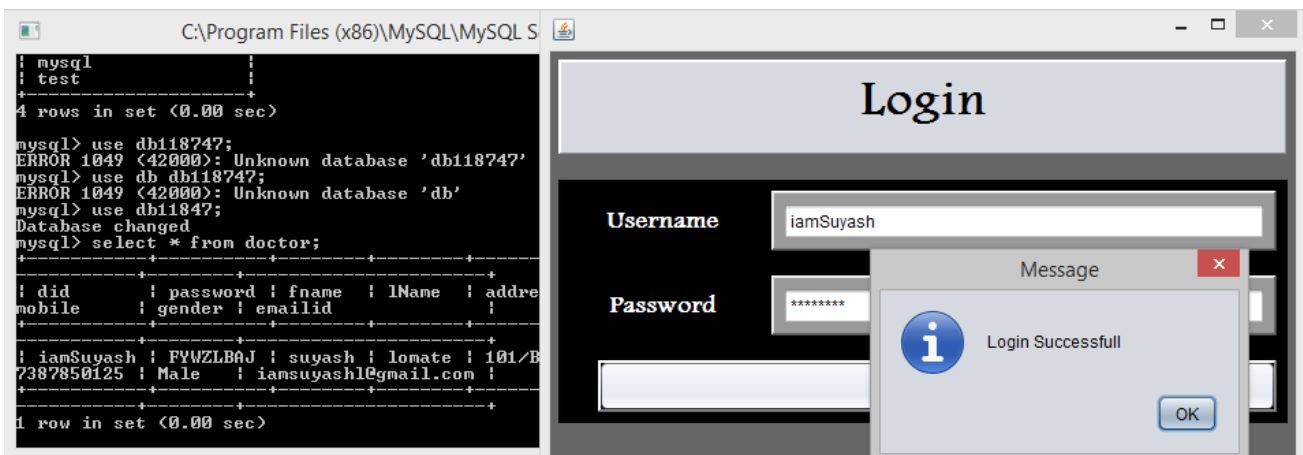 C:\Program Files (x86)\MySQL\MySQL S
| mysql |
| test |
+--------------------+
4 rows in set (0.00 sec)
mysql> use db118747;
ERROR 1049 (42000): Unknown database 'db118747'
mysql> use db db118747;
ERROR 1049 (42000): Unknown database 'db'
mysql> use db11847;
Database changed
mysql> select * from doctor;
| did | password | fname | lName | addre
mobile | gender | emailid |
| iamSuyash | FYWZLBAJ | suyash | lomate | 101/B
7387850125 | Male | iamsuyashl@gmail.com |
1 row in set (0.00 sec)
Login
Username
iamSuyash
Password
********
Message
Login Successfull
OK